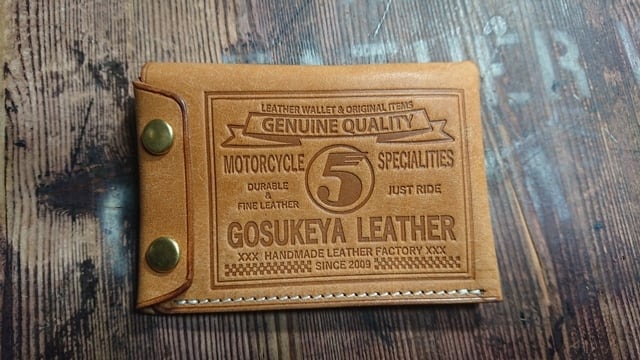 LEATHER WALLET & ORIGINAL ITEMS
GENUINE QUALITY
MOTORCYCLE 5 SPECIALITIES
DURABLE
&
FINE LEATHER
JUST RIDE
GOSUKEYA LEATHER
XXX HANDMADE LEATHER FACTORY XXX
SINCE 2009